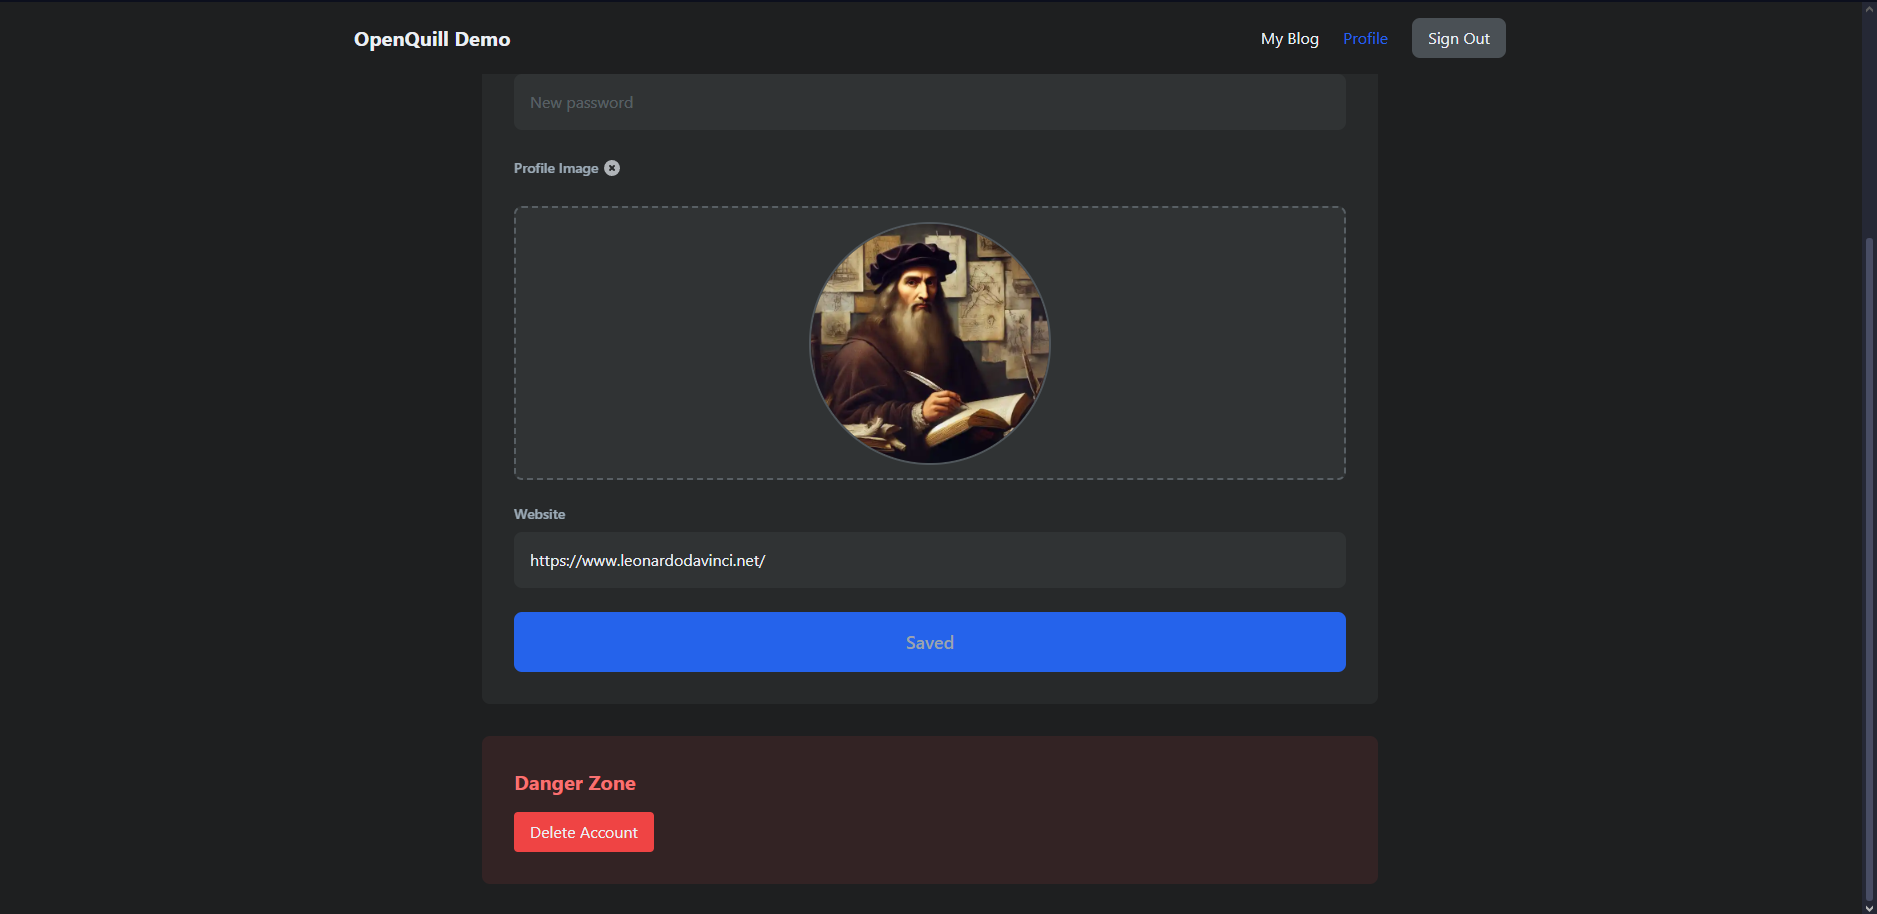 OpenQuill Demo
My Blog
Profile
Sign Out
New password
Profile Image
Website
https://www.leonardodavinci.net/
Saved
Danger Zone
Delete Account